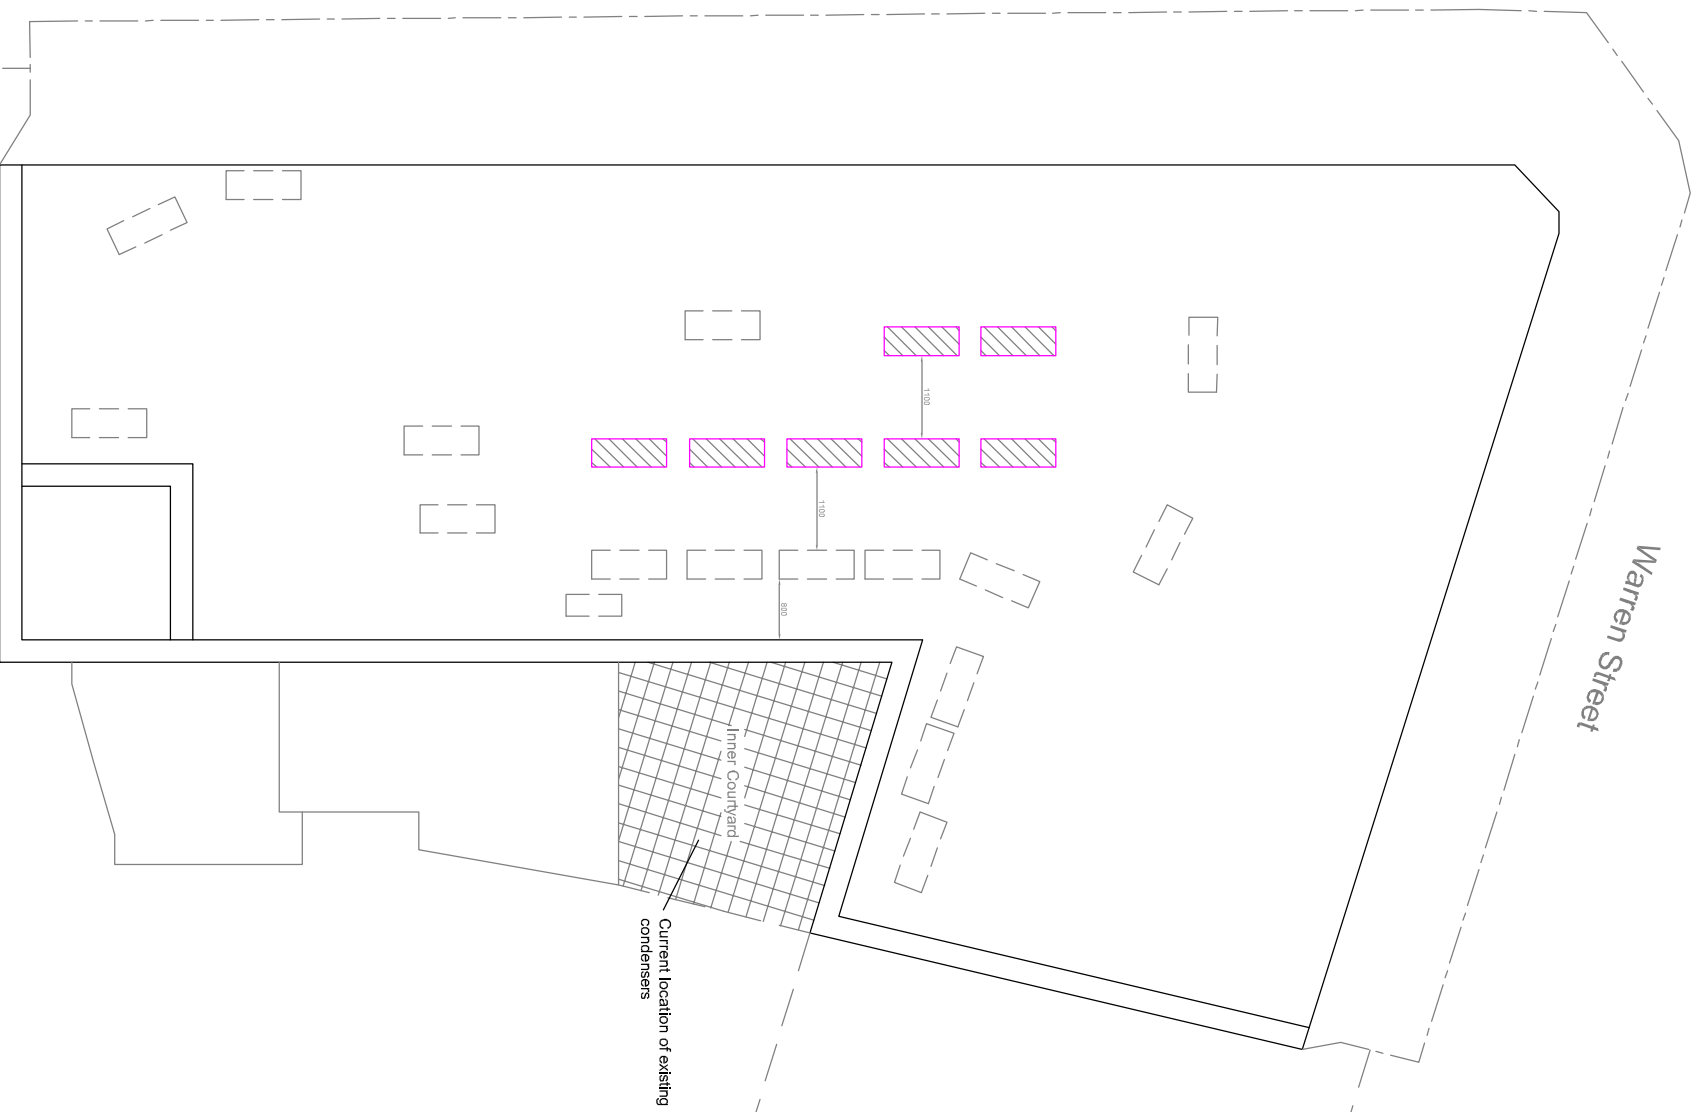 1100
1100
800
Warren Street
Inner Courtyard
Current location of existing
condensers